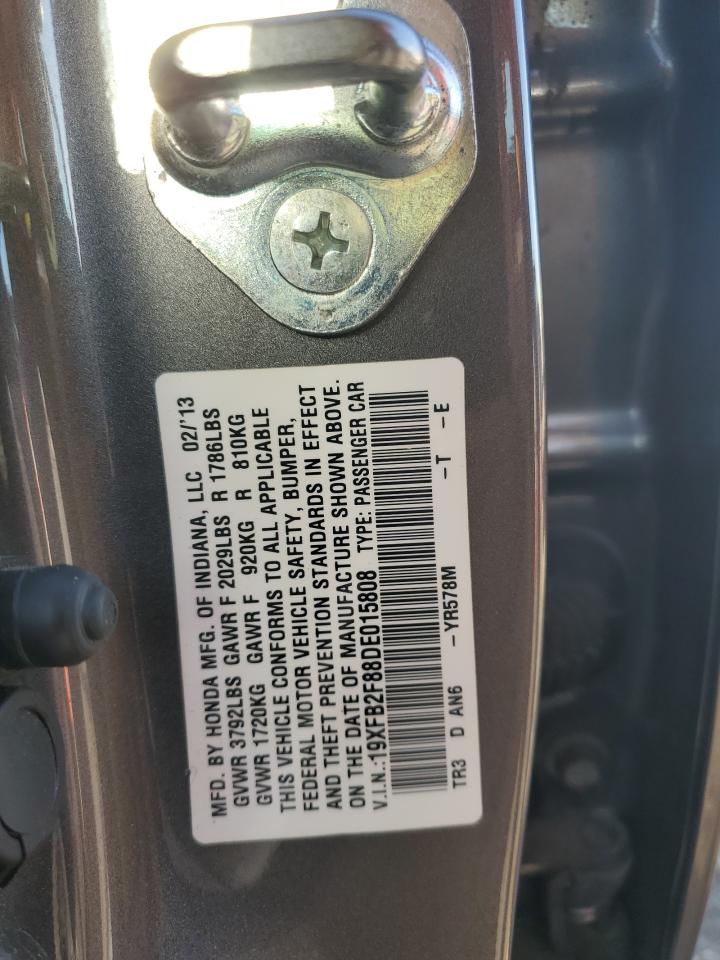 MFD. BY HONDA MFG. OF INDIANA, LLC 02/'13
GVWR 3792LBS GAWR F 2029LBS R 1786LBS
GVWR 1720KG GAWR F 920KG R 810KG
THIS VEHICLE CONFORMS TO ALL APPLICABLE
FEDERAL MOTOR VEHICLE SAFETY, BUMPER,
AND THEFT PREVENTION STANDARDS IN EFFECT
ON THE DATE OF MANUFACTURE SHOWN ABOVE.
V.I.N.:19XFB2F88DE015808 TYPE: PASSENGER CAR
TR3 D AN6 -YR578M -T -E